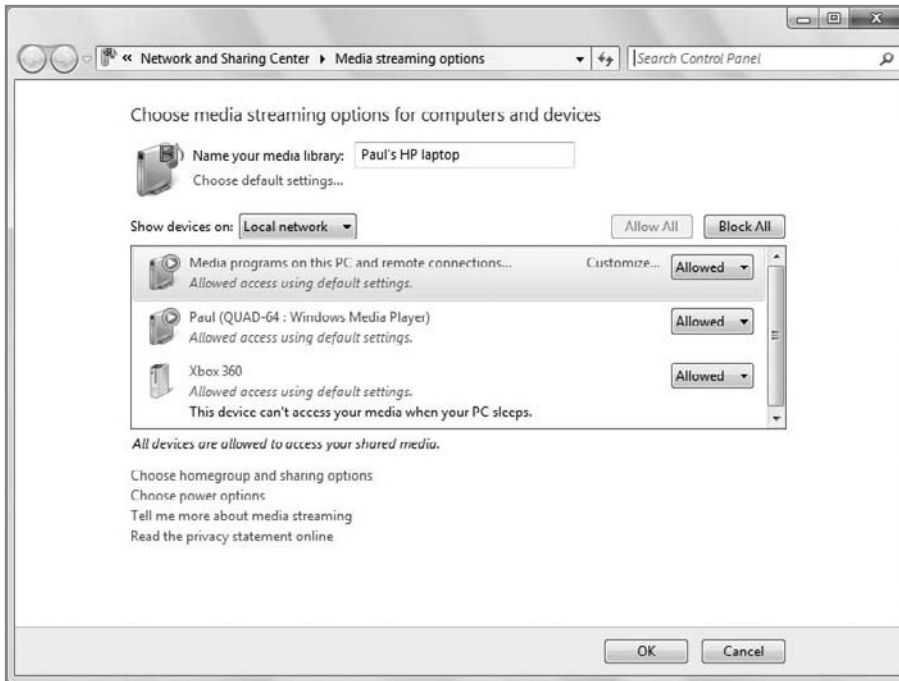 « Network and Sharing Center ▸ Media streaming options
Search Control Panel
Choose media streaming options for computers and devices
Name your media library: Paul's HP laptop
Choose default settings...
Show devices on: Local network
Allow All
Block All
Media programs on this PC and remote connections...
Customize...
Allowed
Allowed access using default settings.
Paul (QUAD-64 : Windows Media Player)
Allowed
Allowed access using default settings.
Xbox 360
Allowed
Allowed access using default settings.
This device can't access your media when your PC sleeps.
All devices are allowed to access your shared media.
Choose homegroup and sharing options
Choose power options
Tell me more about media streaming
Read the privacy statement online
OK
Cancel